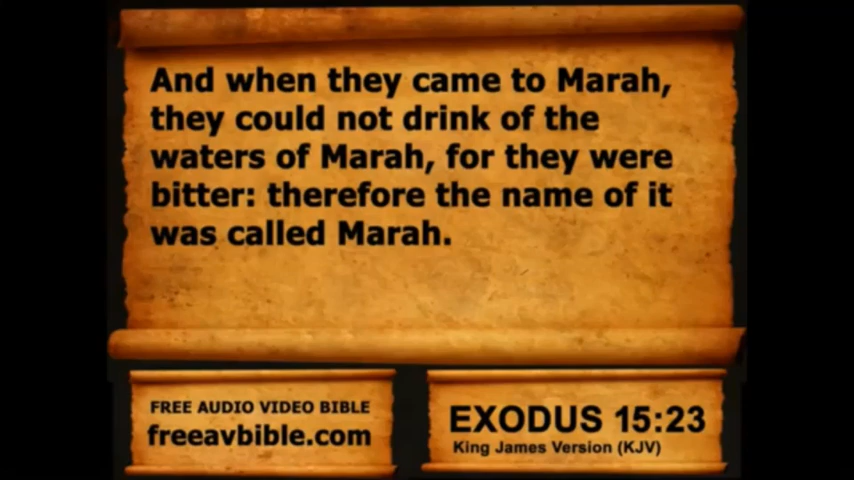 And when they came to Marah,
they could not drink of the
waters of Marah, for they were
bitter: therefore the name of it
was called Marah.
FREE AUDIO VIDEO BIBLE
freeavbible.com
EXODUS 15:23
King James Version (KJV)